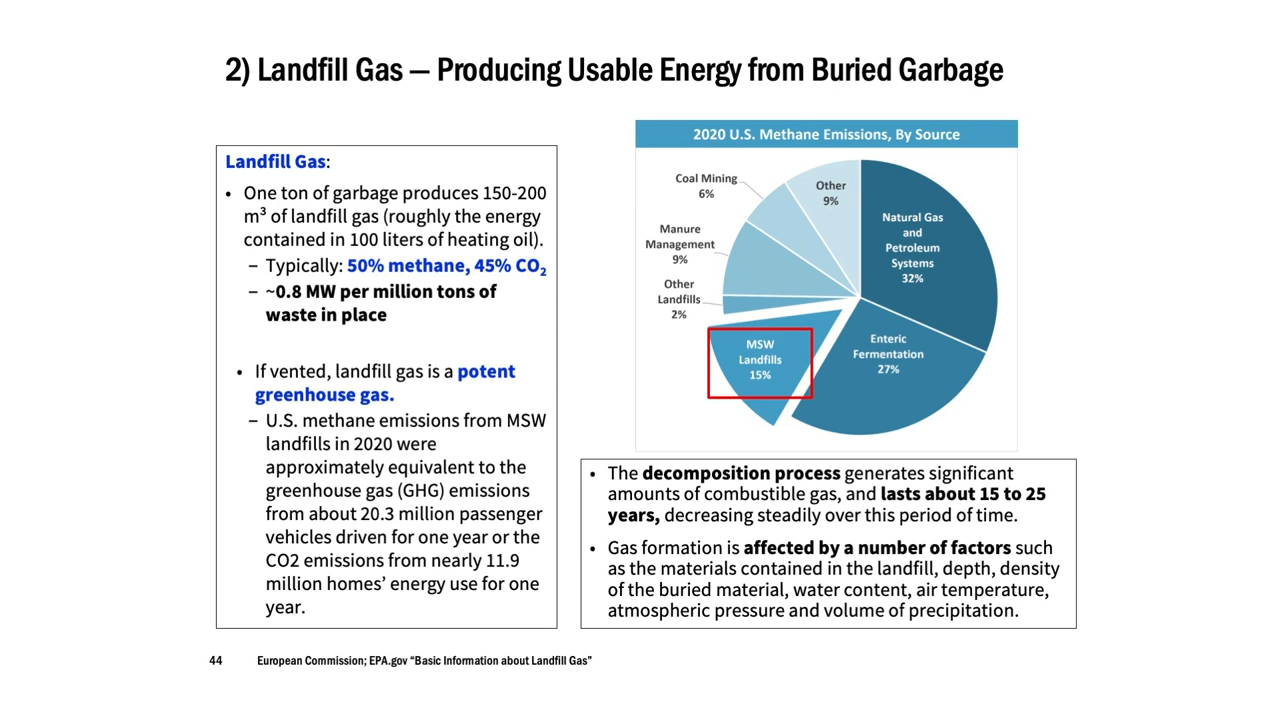 2) Landfill Gas — Producing Usable Energy from Buried Garbage
Landfill Gas:
• One ton of garbage produces 150-200
m³ of landfill gas (roughly the energy
contained in 100 liters of heating oil).
– Typically: 50% methane, 45% CO₂
– ~0.8 MW per million tons of
waste in place
• If vented, landfill gas is a potent
greenhouse gas.
– U.S. methane emissions from MSW
landfills in 2020 were
approximately equivalent to the
greenhouse gas (GHG) emissions
from about 20.3 million passenger
vehicles driven for one year or the
CO2 emissions from nearly 11.9
million homes’ energy use for one
year.
2020 U.S. Methane Emissions, By Source
Coal Mining
6%
Other
9%
Natural Gas
and
Petroleum
Systems
32%
Manure
Management
9%
Other
Landfills
2%
MSW
Landfills
15%
Enteric
Fermentation
27%
• The decomposition process generates significant
amounts of combustible gas, and lasts about 15 to 25
years, decreasing steadily over this period of time.
• Gas formation is affected by a number of factors such
as the materials contained in the landfill, depth, density
of the buried material, water content, air temperature,
atmospheric pressure and volume of precipitation.
44 European Commission; EPA.gov “Basic Information about Landfill Gas”